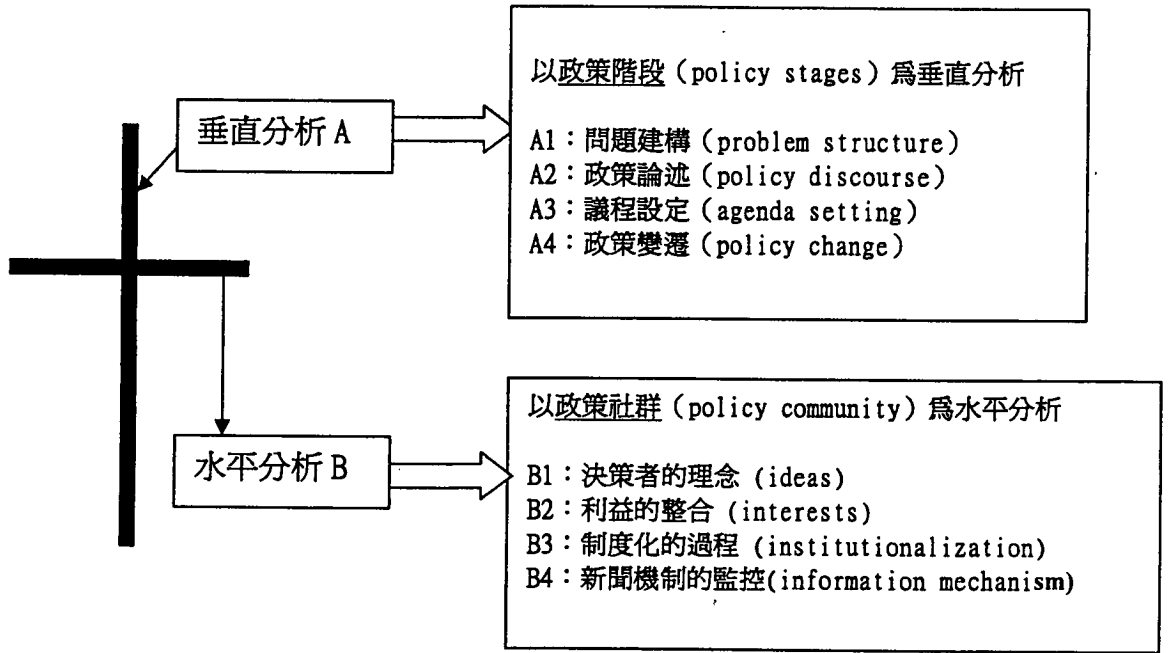 垂直分析 A
以政策階段（policy stages）爲垂直分析
A1：問題建構（problem structure）
A2：政策論述（policy discourse）
A3：議程設定（agenda setting）
A4：政策變遷（policy change）
水平分析 B
以政策社群（policy community）爲水平分析
B1：決策者的理念 (ideas)
B2：利益的整合 (interests)
B3：制度化的過程 (institutionalization)
B4：新聞機制的監控(information mechanism)